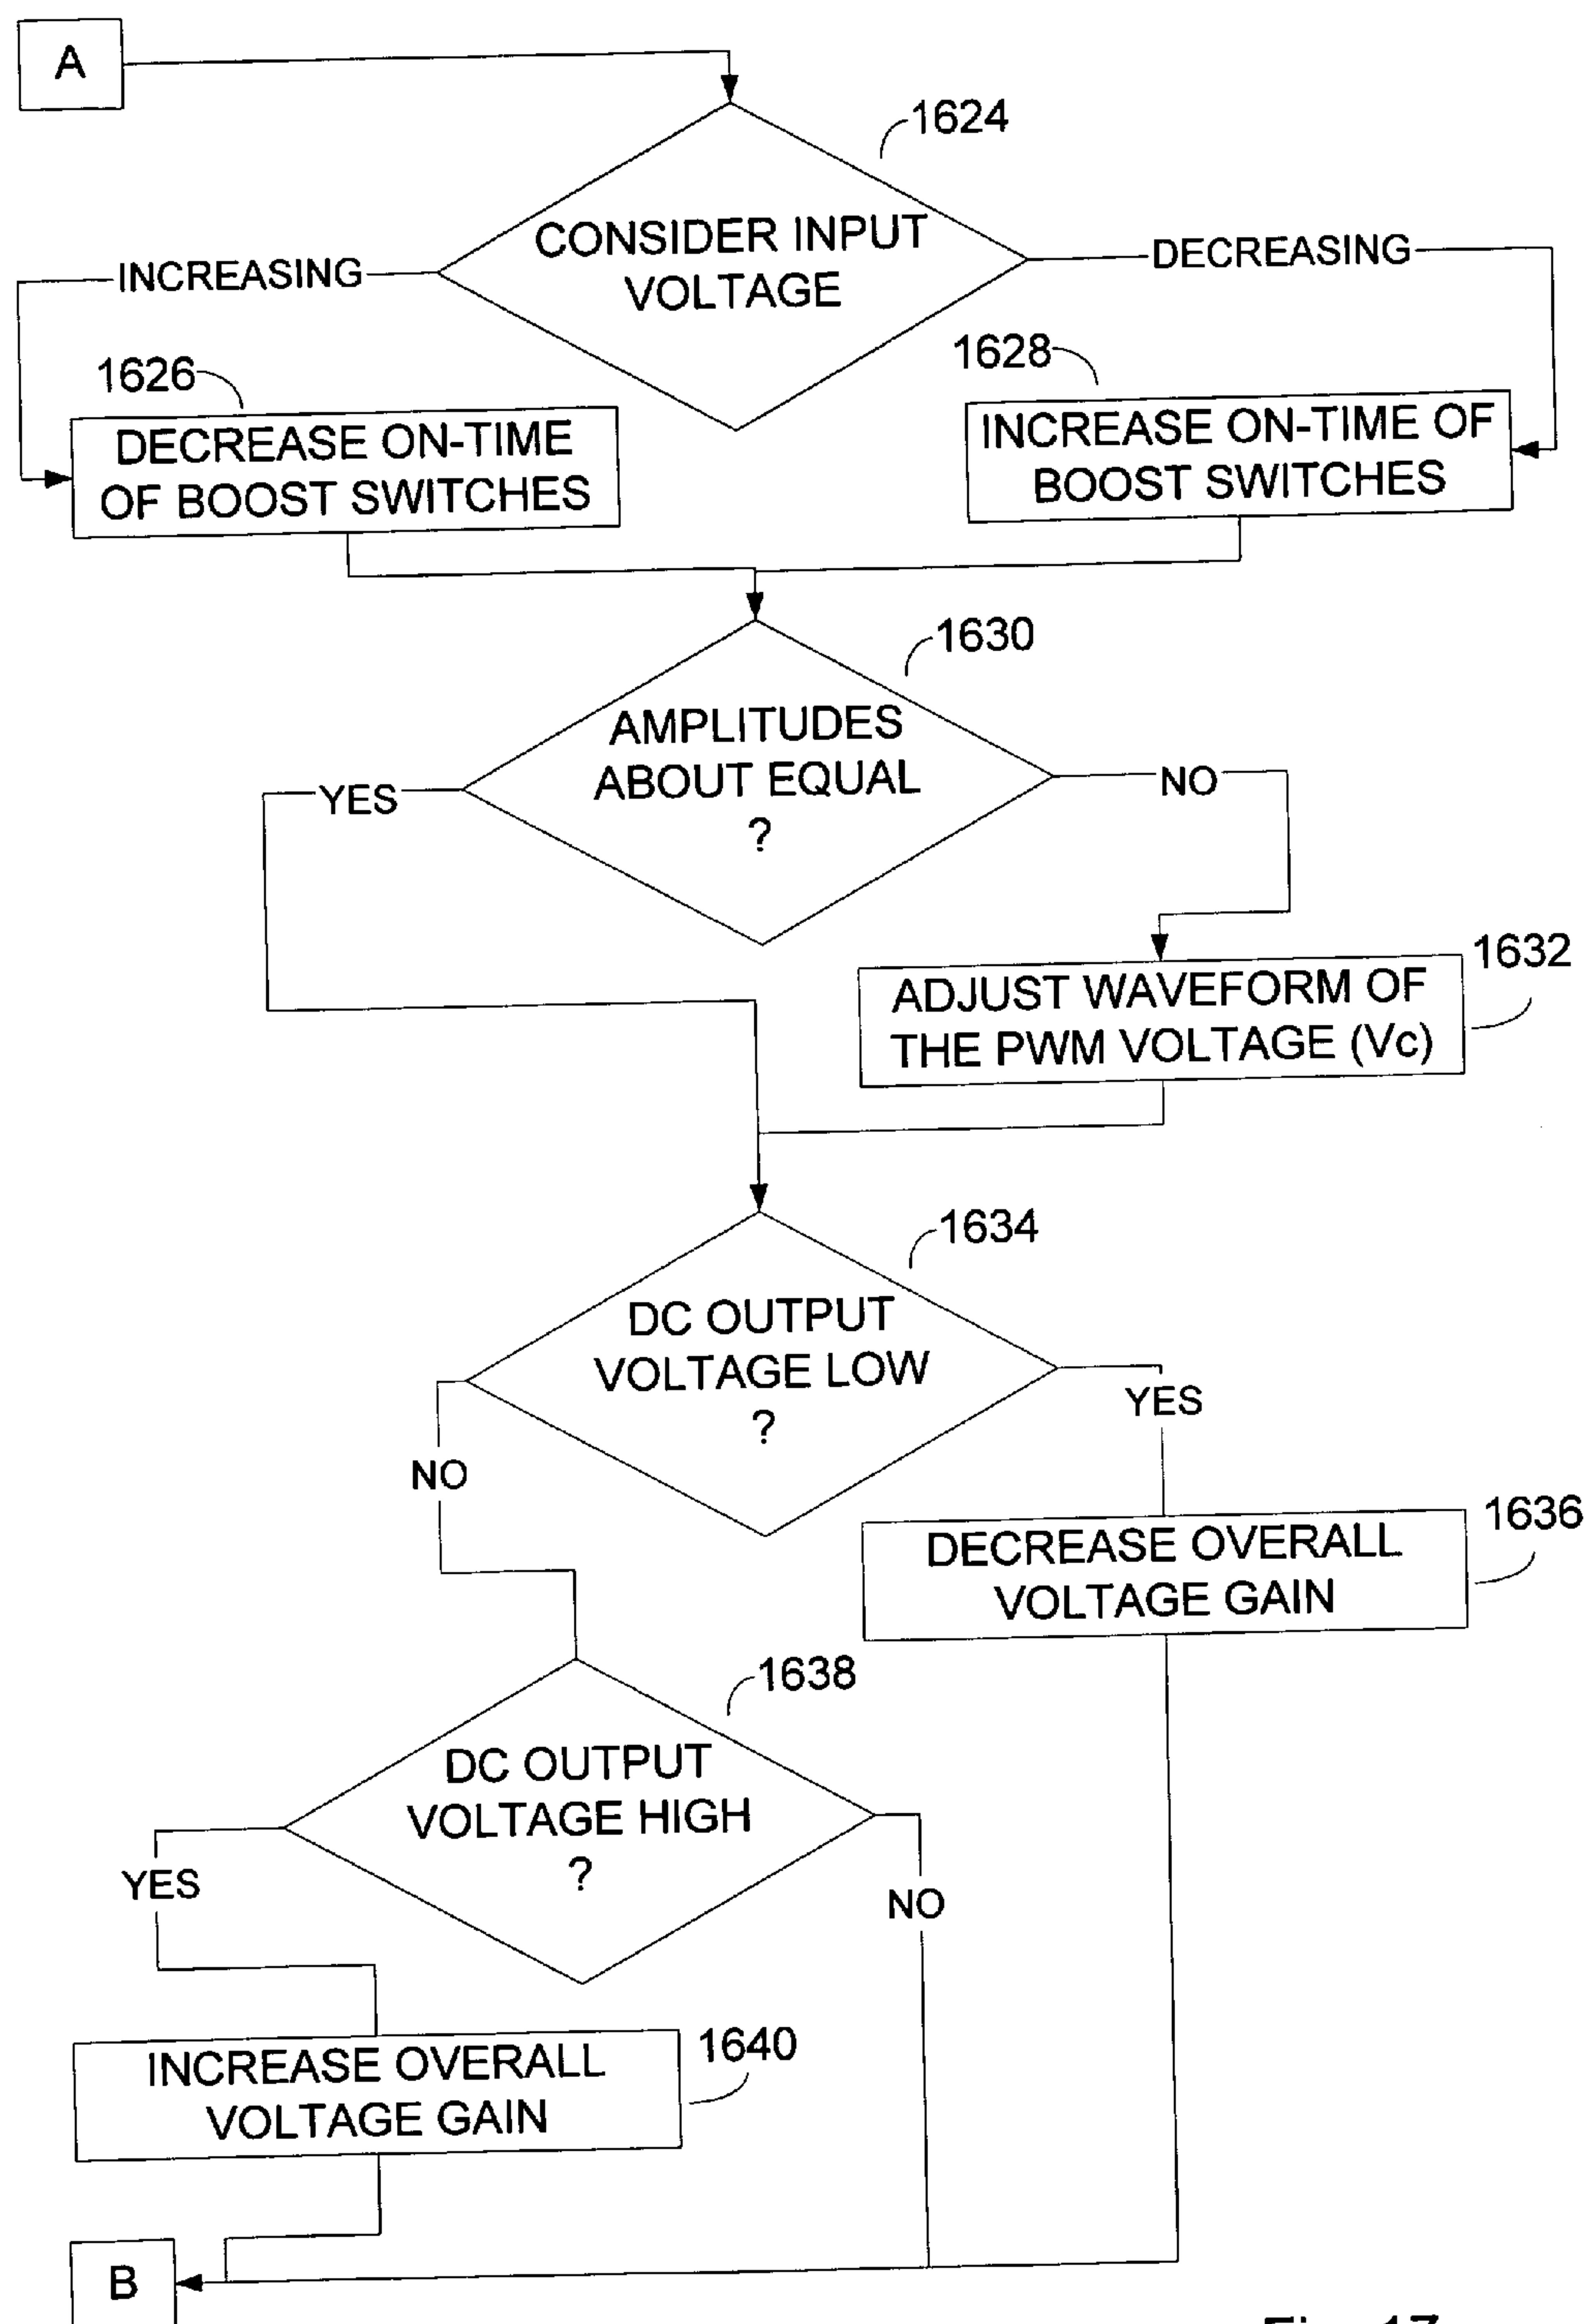 A
1624
CONSIDER INPUT
VOLTAGE
INCREASING
DECREASING
1626
1628
DECREASE ON-TIME
OF BOOST SWITCHES
INCREASE ON-TIME OF
BOOST SWITCHES
1630
AMPLITUDES
ABOUT EQUAL
?
YES
NO
1632
ADJUST WAVEFORM OF
THE PWM VOLTAGE (Vc)
1634
DC OUTPUT
VOLTAGE LOW
?
YES
NO
1636
DECREASE OVERALL
VOLTAGE GAIN
1638
DC OUTPUT
VOLTAGE HIGH
?
YES
NO
1640
INCREASE OVERALL
VOLTAGE GAIN
B